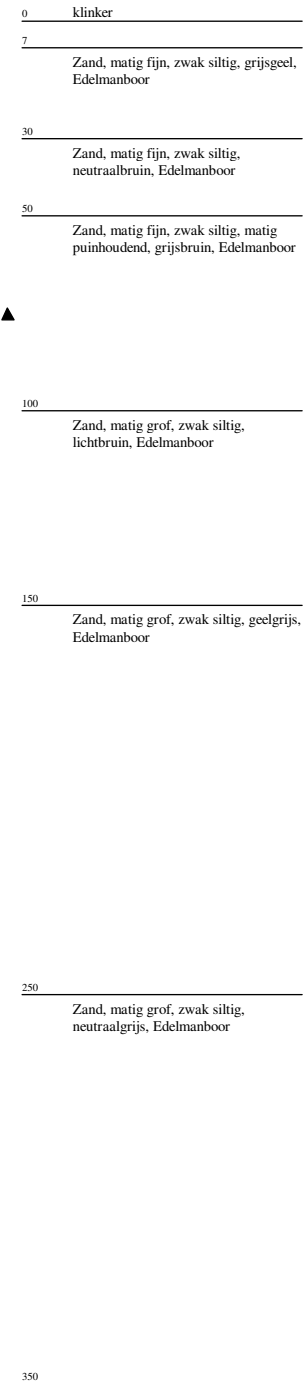 0 klinker
7
Zand, matig fijn, zwak siltig, grijsgeel,
Edelmanboor
30
Zand, matig fijn, zwak siltig,
neutraalbruin, Edelmanboor
50
Zand, matig fijn, zwak siltig, matig
puinhoudend, grijsbruin, Edelmanboor
100
Zand, matig grof, zwak siltig,
lichtbruin, Edelmanboor
150
Zand, matig grof, zwak siltig, geelgrijs,
Edelmanboor
250
Zand, matig grof, zwak siltig,
neutraalgrijs, Edelmanboor
350